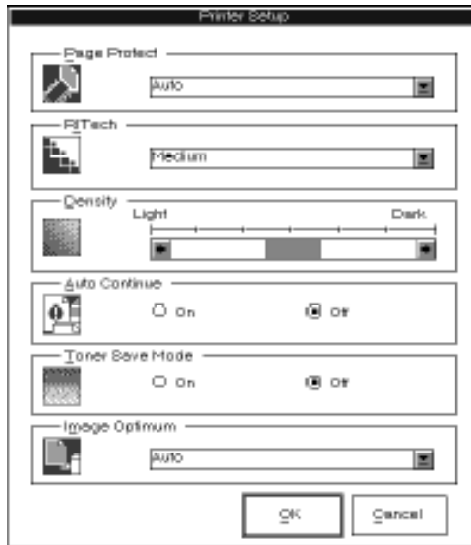 Printer Setup
Page Protect
Auto
RITech
Medium
Density
Light Dark
Auto Continue
On Off
Toner Save Mode
On Off
Image Optimum
Auto
OK Cancel